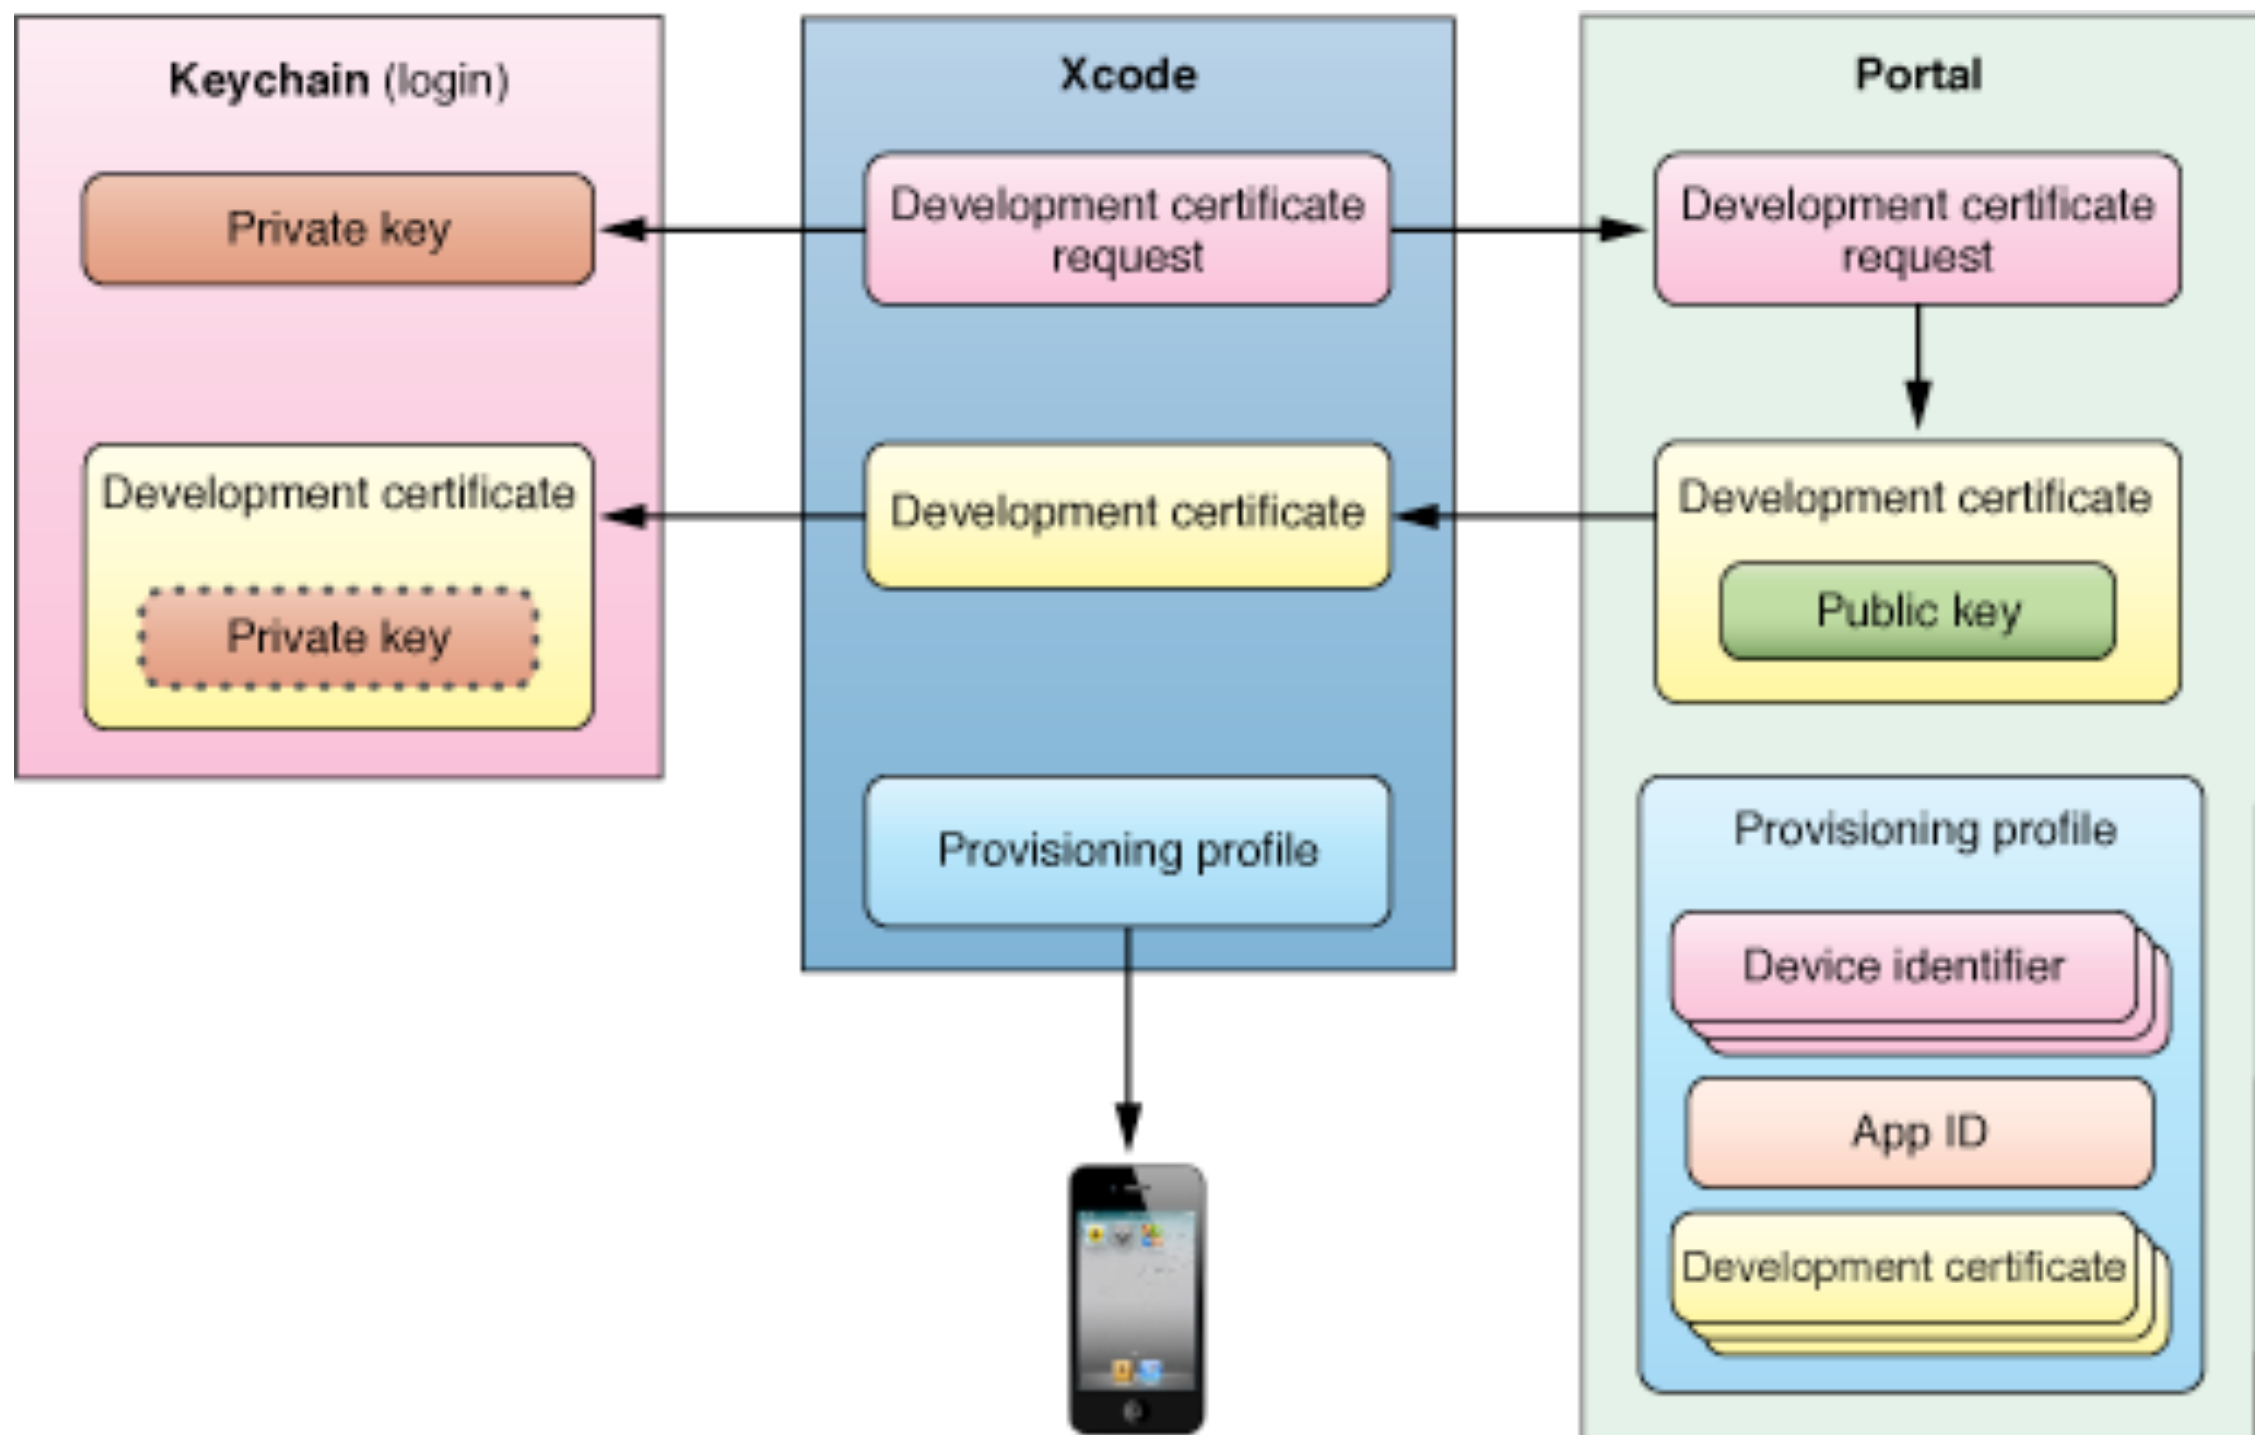 Keychain (login)
Private key
Development certificate
Private key
Xcode
Development certificate
request
Development certificate
Provisioning profile
Portal
Development certificate
request
Development certificate
Public key
Provisioning profile
Device identifier
App ID
Development certificate